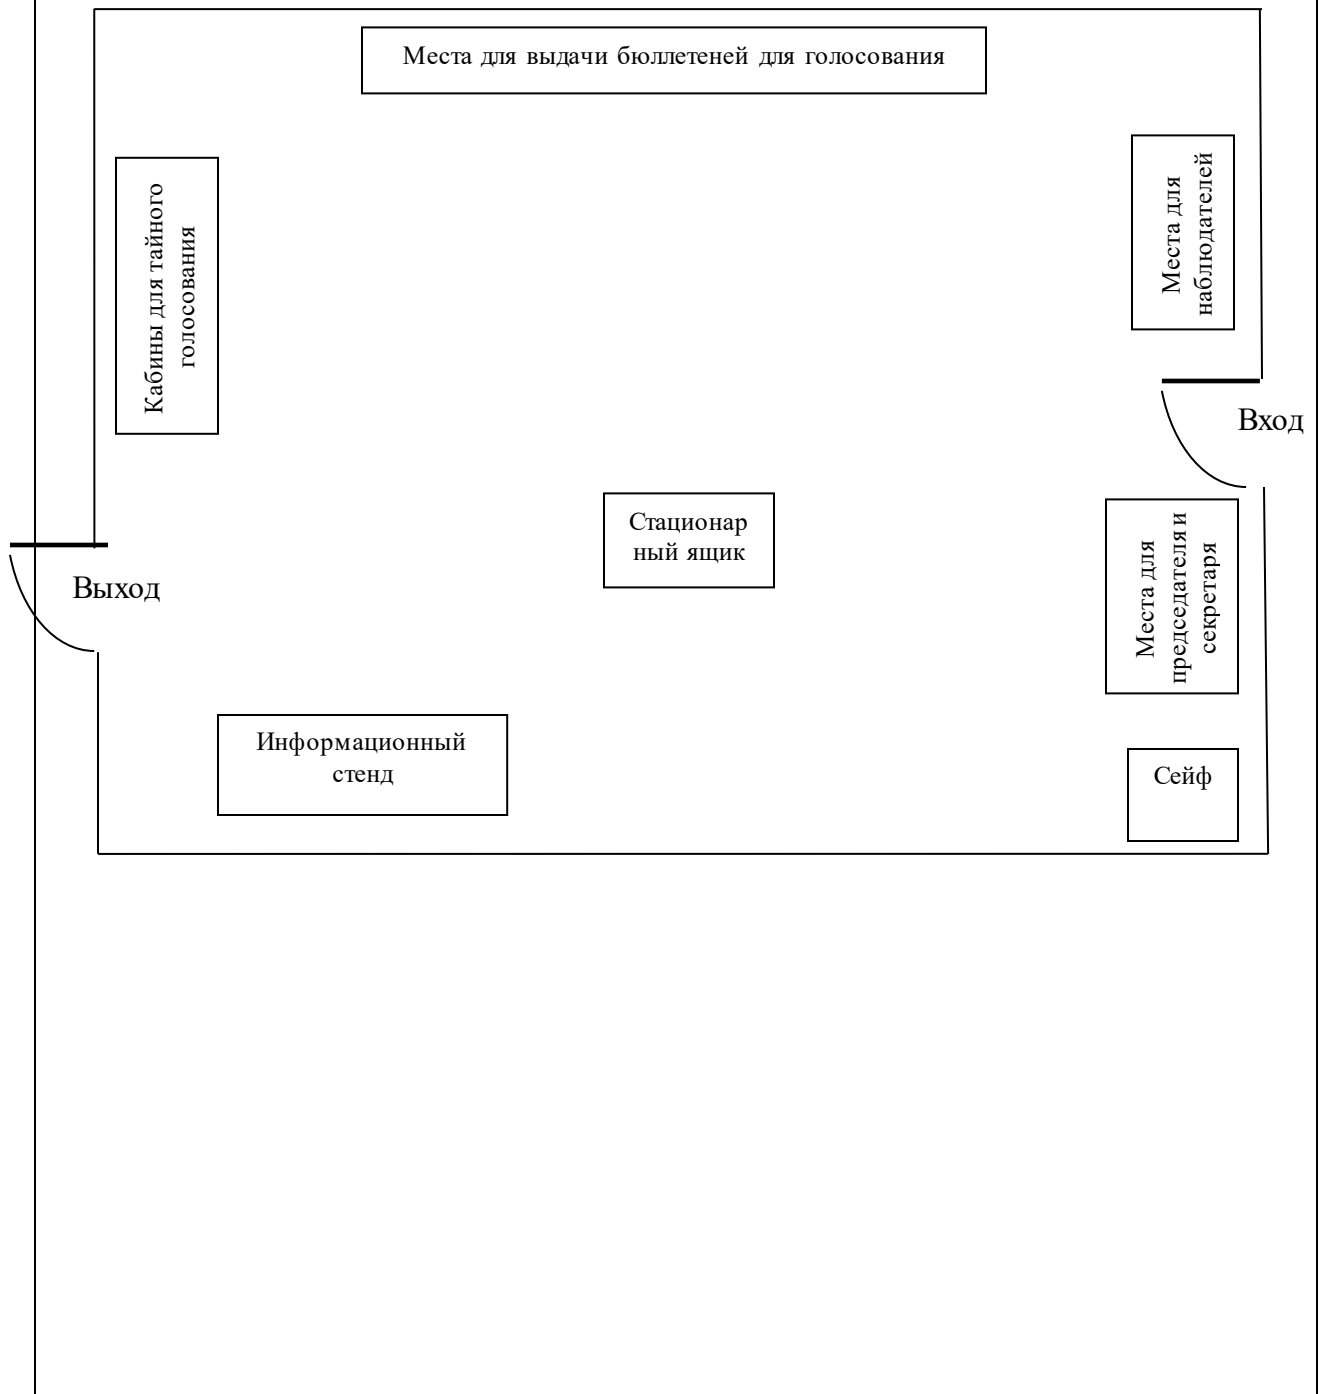 Места для выдачи бюллетеней для голосования
Кабины для тайного
голосования
Места для
наблюдателей
Вход
Стационар
ный ящик
Места для
председателя и
секретаря
Выход
Информационный
стенд
Сейф